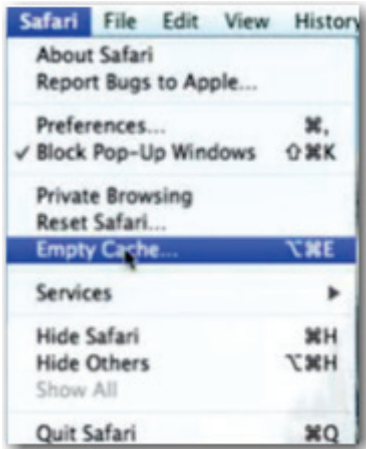 Safari File Edit View History
About Safari
Report Bugs to Apple...
Preferences... ⌘,
✓ Block Pop-Up Windows ⇧⌘K
Private Browsing
Reset Safari...
Empty Cache... ⌥⌘E
Services ▶
Hide Safari ⌘H
Hide Others ⌥⌘H
Show All
Quit Safari ⌘Q